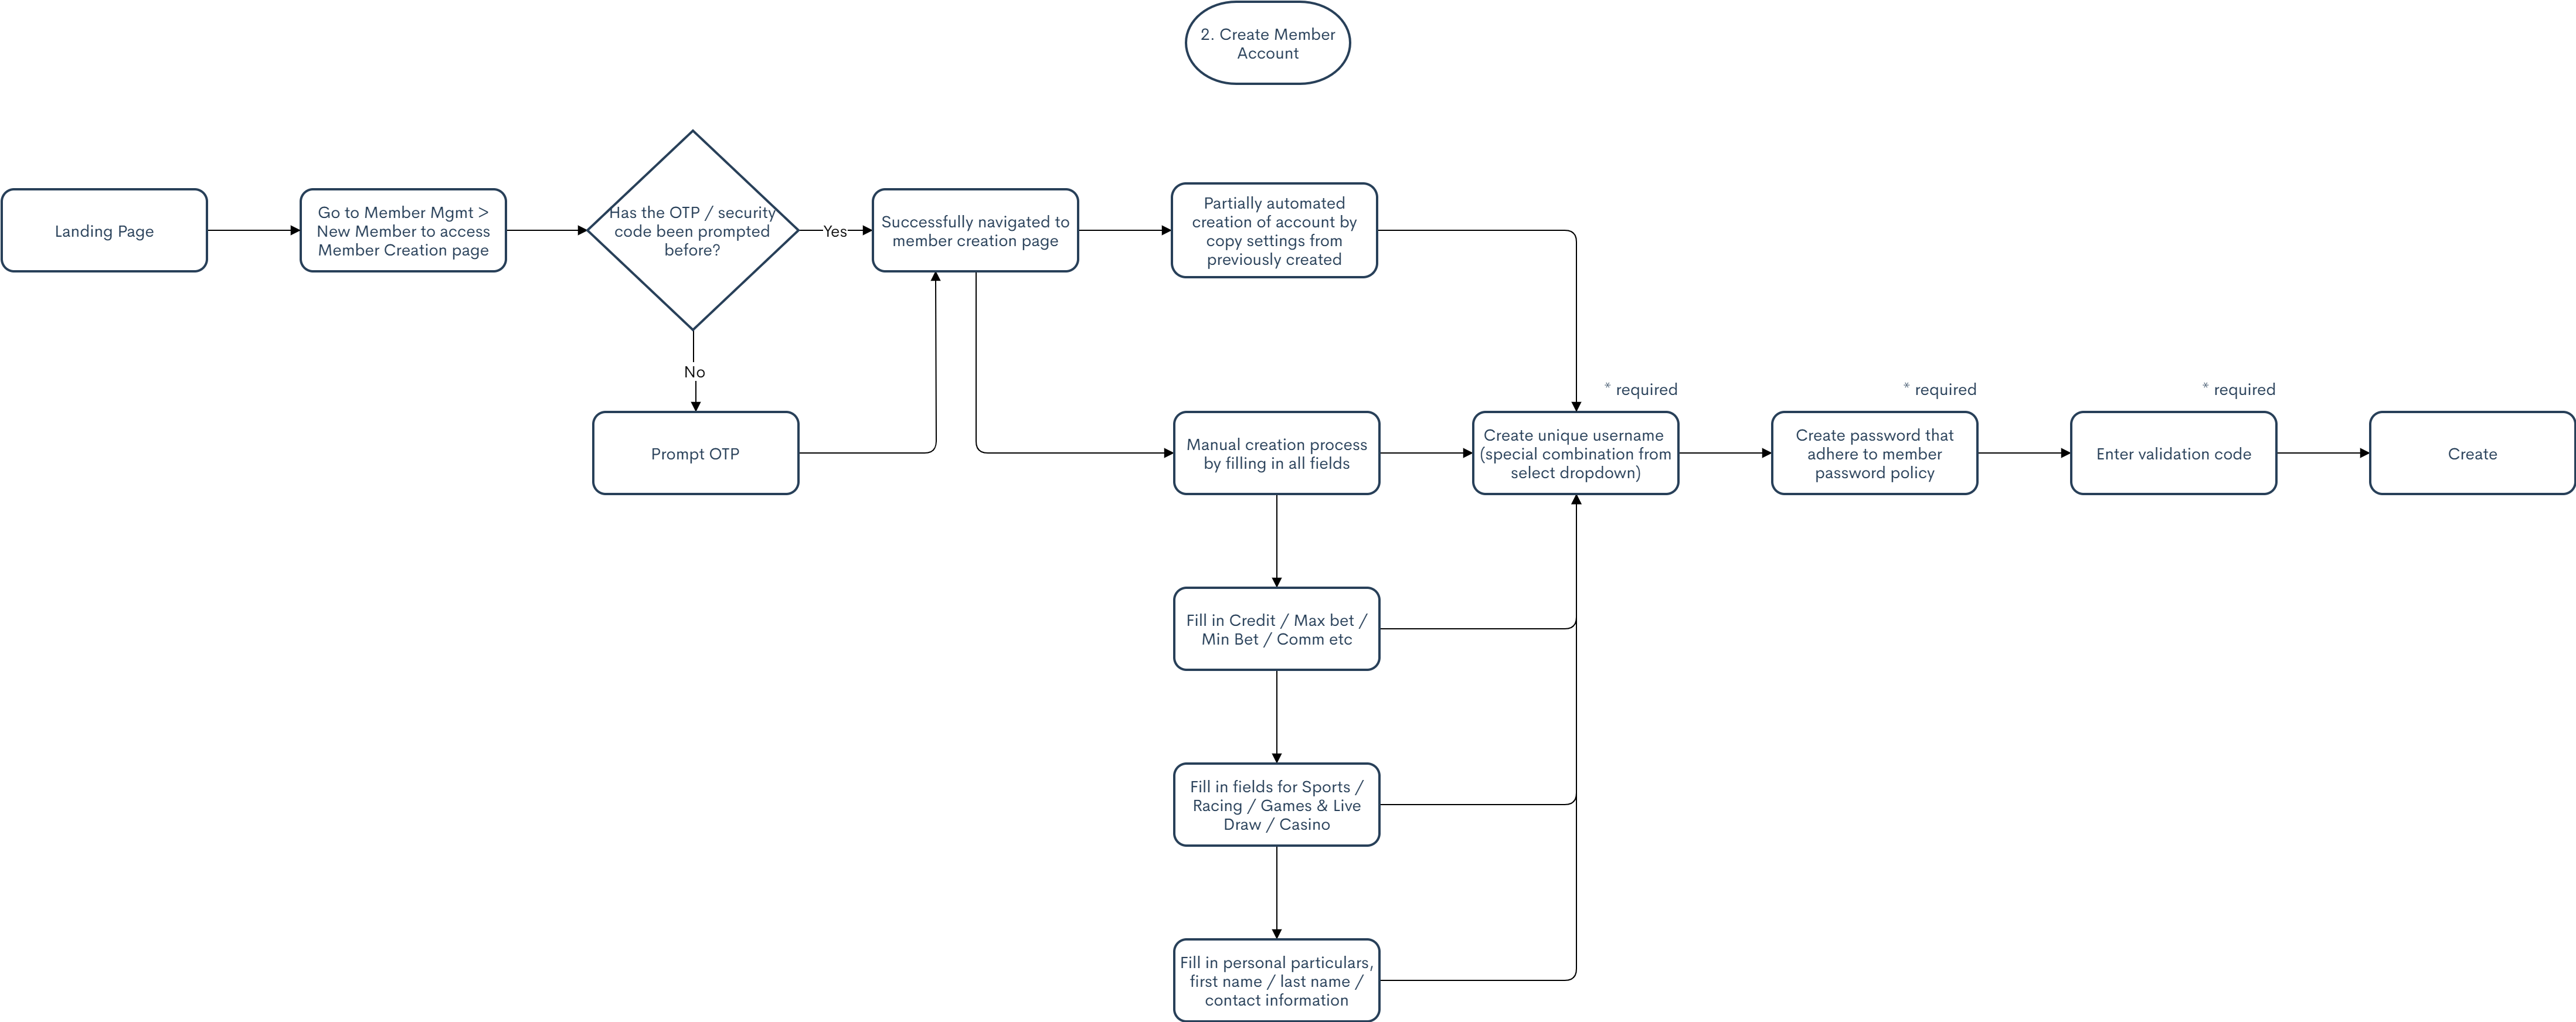 2. Create Member
Account
Landing Page
Go to Member Mgmt >
New Member to access
Member Creation page
Has the OTP / security
code been prompted
before?
Yes
Successfully navigated to
member creation page
Partially automated
creation of account by
copy settings from
previously created
No
Prompt OTP
Manual creation process
by filling in all fields
* required
Create unique username
(special combination from
select dropdown)
* required
Create password that
adhere to member
password policy
* required
Enter validation code
Create
Fill in Credit / Max bet /
Min Bet / Comm etc
Fill in fields for Sports /
Racing / Games & Live
Draw / Casino
Fill in personal particulars,
first name / last name /
contact information